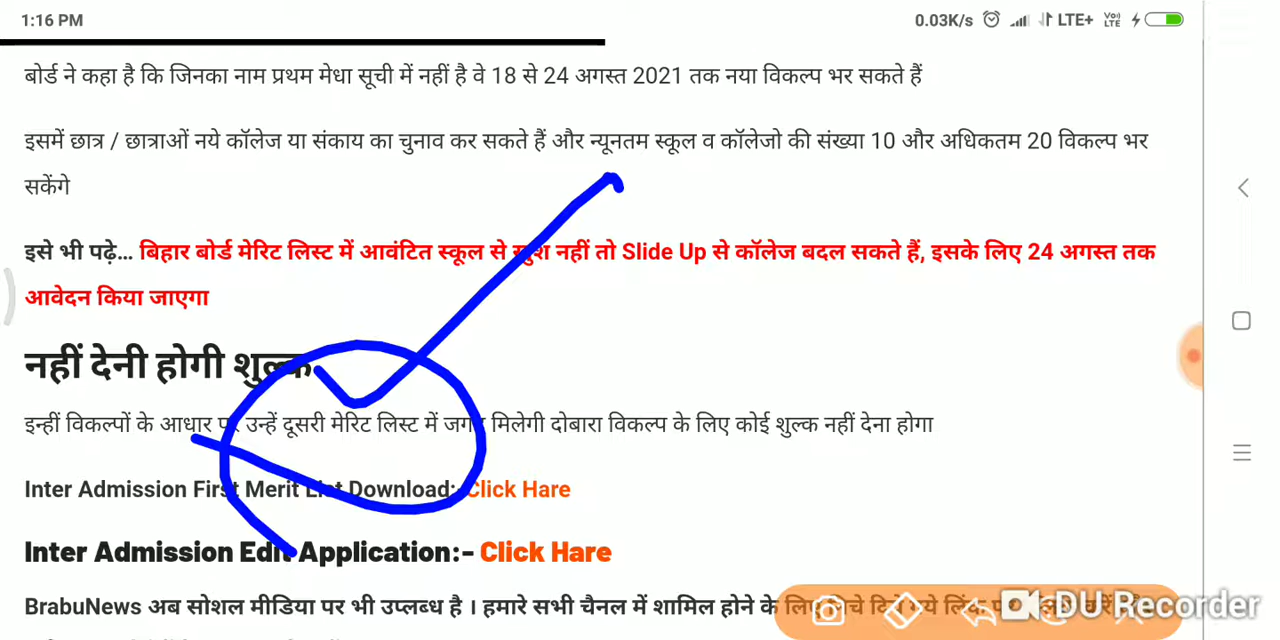 1:16 PM 0.03K/s LTE+ Vo) LTE
बोर्ड ने कहा है कि जिनका नाम प्रथम मेधा सूची में नहीं है वे 18 से 24 अगस्त 2021 तक नया विकल्प भर सकते हैं
इसमें छात्र / छात्राओं नये कॉलेज या संकाय का चुनाव कर सकते हैं और न्यूनतम स्कूल व कॉलेजो की संख्या 10 और अधिकतम 20 विकल्प भर
सकेंगे
इसे भी पढ़े... बिहार बोर्ड मेरिट लिस्ट में आवंटित स्कूल से खुश नहीं तो Slide Up से कॉलेज बदल सकते हैं, इसके लिए 24 अगस्त तक
आवेदन किया जाएगा
नहीं देनी होगी शुल्क
इन्हीं विकल्पों के आधार पर उन्हें दूसरी मेरिट लिस्ट में जगह मिलेगी दोबारा विकल्प के लिए कोई शुल्क नहीं देना होगा
Inter Admission First Merit List Download:- Click Hare
Inter Admission Edit Application:- Click Hare
BrabuNews अब सोशल मीडिया पर भी उपलब्ध है । हमारे सभी चैनल में शामिल होने के लिए
DU Recorder